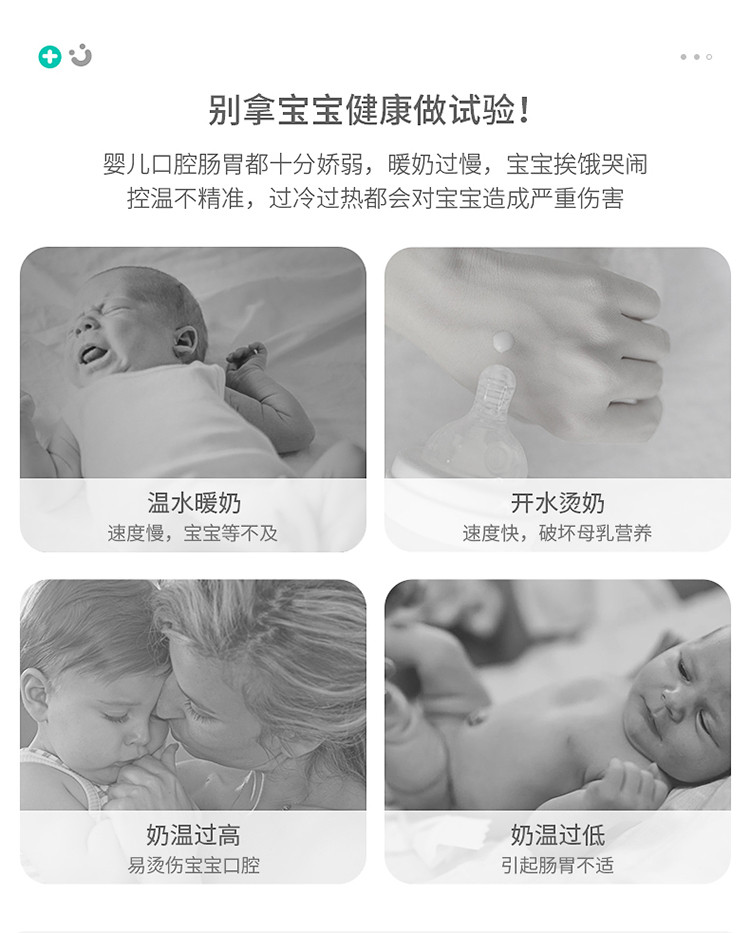 别拿宝宝健康做试验！
婴儿口腔肠胃都十分娇弱，暖奶过慢，宝宝挨饿哭闹
控温不精准，过冷过热都会对宝宝造成严重伤害
温水暖奶
速度慢，宝宝等不及
开水烫奶
速度快，破坏母乳营养
奶温过高
易烫伤宝宝口腔
奶温过低
引起肠胃不适